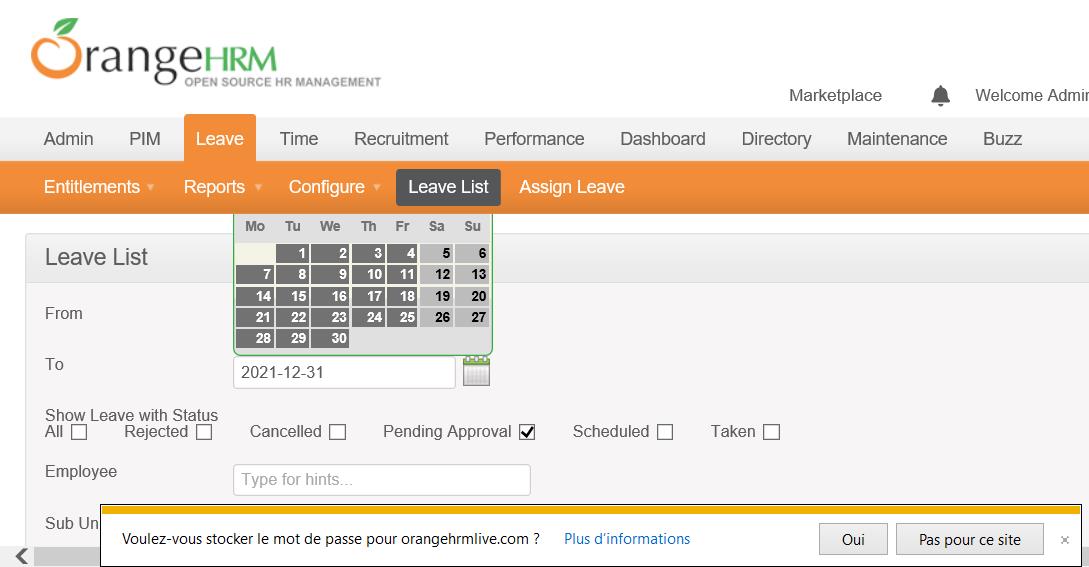 OrangeHRM
OPEN SOURCE HR MANAGEMENT
Marketplace Welcome Admin
Admin PIM Leave Time Recruitment Performance Dashboard Directory Maintenance Buzz
Entitlements Reports Configure Leave List Assign Leave
Mo Tu We Th Fr Sa Su
1 2 3 4 5 6
7 8 9 10 11 12 13
14 15 16 17 18 19 20
21 22 23 24 25 26 27
28 29 30
Leave List
From
To 2021-12-31
Show Leave with Status
All Rejected Cancelled Pending Approval Scheduled Taken
Employee Type for hints...
Sub Un
Voulez-vous stocker le mot de passe pour orangehrmlive.com ? Plus d'informations Oui Pas pour ce site ×